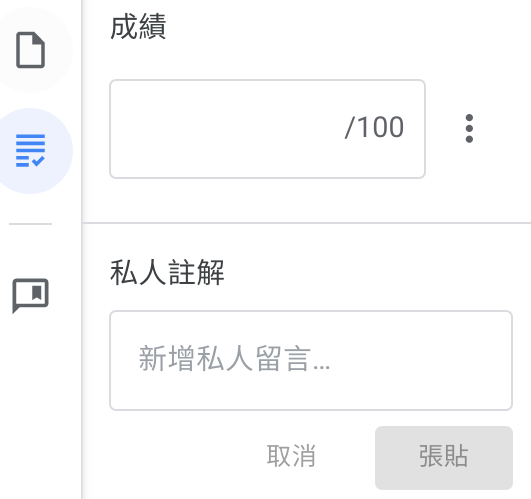 成績
/100
私人註解
新增私人留言…
取消
張貼